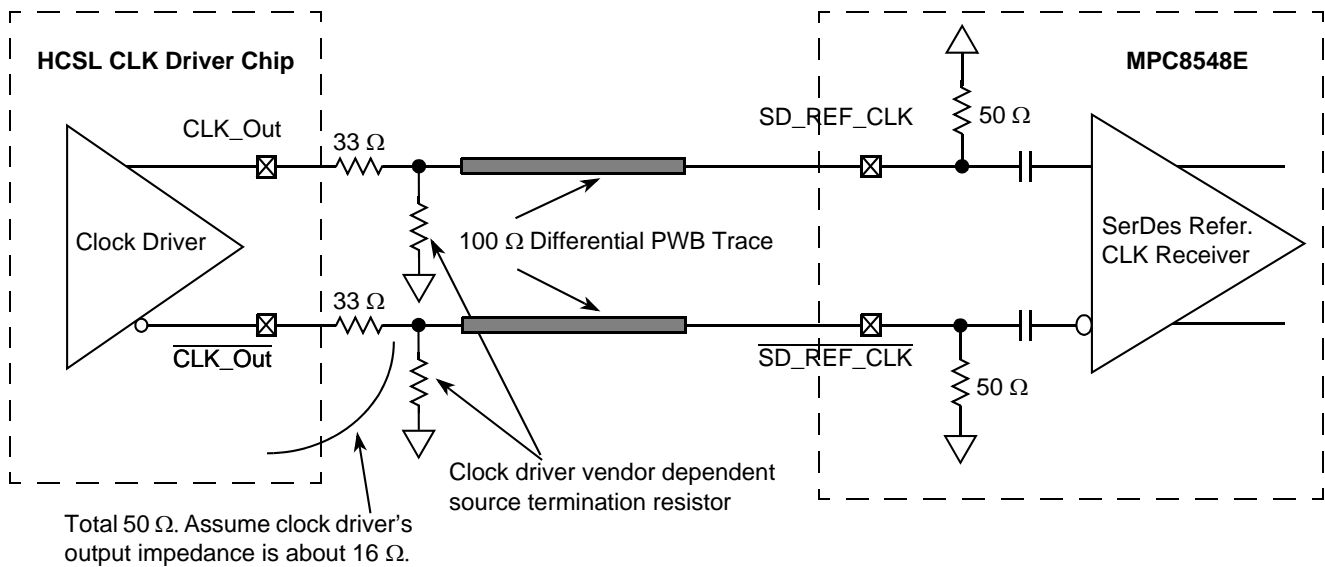 HCSL CLK Driver Chip
MPC8548E
CLK_Out
33 Ω
SD_REF_CLK
50 Ω
Clock Driver
100 Ω Differential PWB Trace
SerDes Refer.
CLK Receiver
33 Ω
CLK_Out
SD_REF_CLK
50 Ω
Clock driver vendor dependent
source termination resistor
Total 50 Ω. Assume clock driver's
output impedance is about 16 Ω.